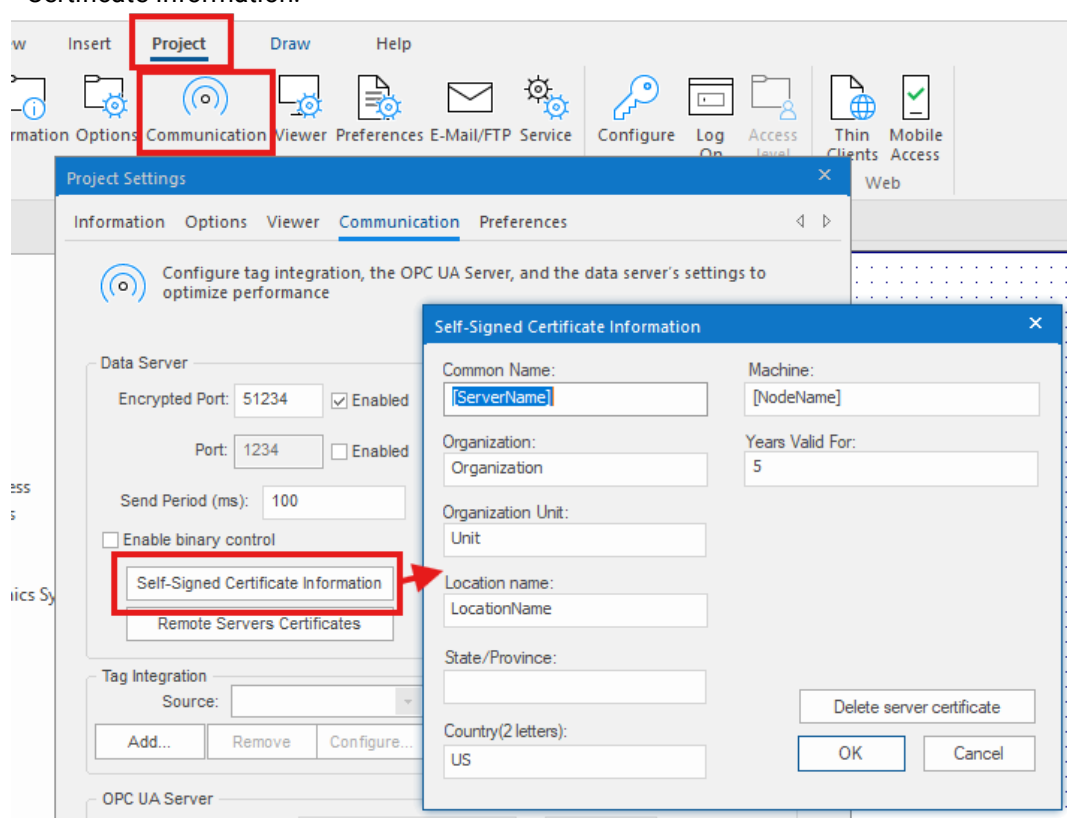 Certificate Information.
w Insert Project Draw Help
rmation Options Communication Viewer Preferences E-Mail/FTP Service Configure Log On Access level Thin Clients Mobile Access
Web
Project Settings
Information Options Viewer Communication Preferences
Configure tag integration, the OPC UA Server, and the data server's settings to
optimize performance
Data Server
Encrypted Port: 51234 Enabled
Port: 1234 Enabled
Send Period (ms): 100
Enable binary control
Self-Signed Certificate Information
Remote Servers Certificates
Tag Integration
Source:
Add... Remove Configure...
OPC UA Server
ess
s
nics Sy
Self-Signed Certificate Information
Common Name:
[ServerName]
Machine:
[NodeName]
Organization:
Organization
Years Valid For:
5
Organization Unit:
Unit
Location name:
LocationName
State/Province:
Country(2 letters):
US
Delete server certificate
OK Cancel